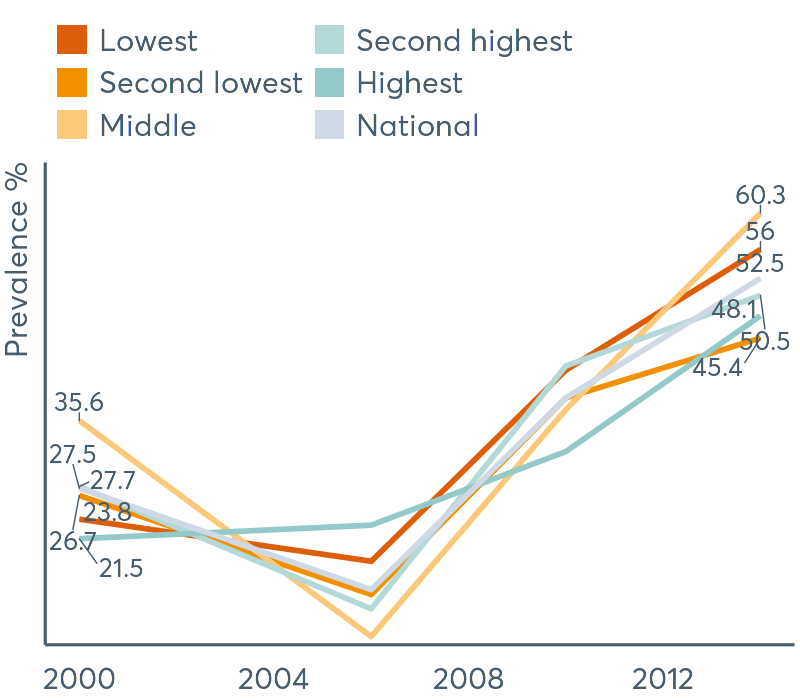 Lowest
Second lowest
Middle
Second highest
Highest
National
Prevalence %
60.3
56
52.5
48.1
50.5
45.4
35.6
27.5
27.7
23.8
26.7
21.5
2000 2004 2008 2012